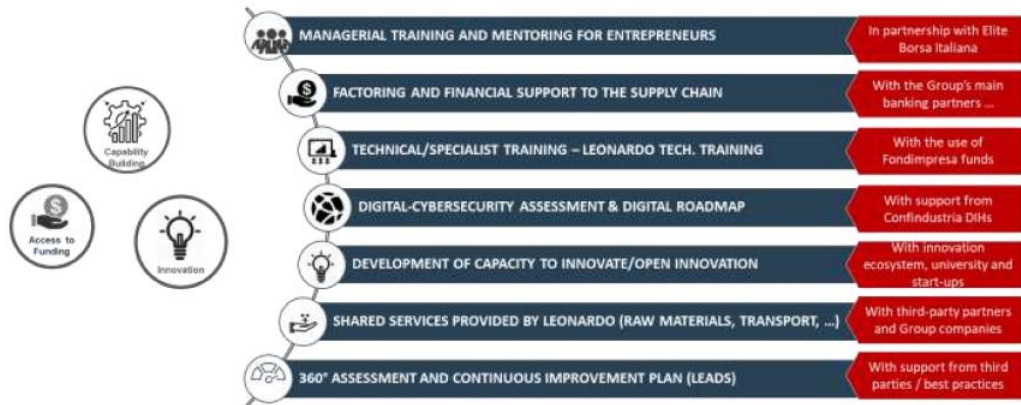 MANAGERIAL TRAINING AND MENTORING FOR ENTREPRENEURS
In partnership with Elite
Borsa Italiana
FACTORING AND FINANCIAL SUPPORT TO THE SUPPLY CHAIN
With the Group's main
banking partners ...
TECHNICAL/SPECIALIST TRAINING – LEONARDO TECH. TRAINING
With the use of
Fondimpresa funds
DIGITAL-CYBERSECURITY ASSESSMENT & DIGITAL ROADMAP
With support from
Confindustria DIHs
DEVELOPMENT OF CAPACITY TO INNOVATE/OPEN INNOVATION
With innovation
ecosystem, university and
start-ups
SHARED SERVICES PROVIDED BY LEONARDO (RAW MATERIALS, TRANSPORT, ...)
With third-party partners
and Group companies
360° ASSESSMENT AND CONTINUOUS IMPROVEMENT PLAN (LEADS)
With support from third
parties / best practices
Capability
Building
Access to
Funding
Innovation